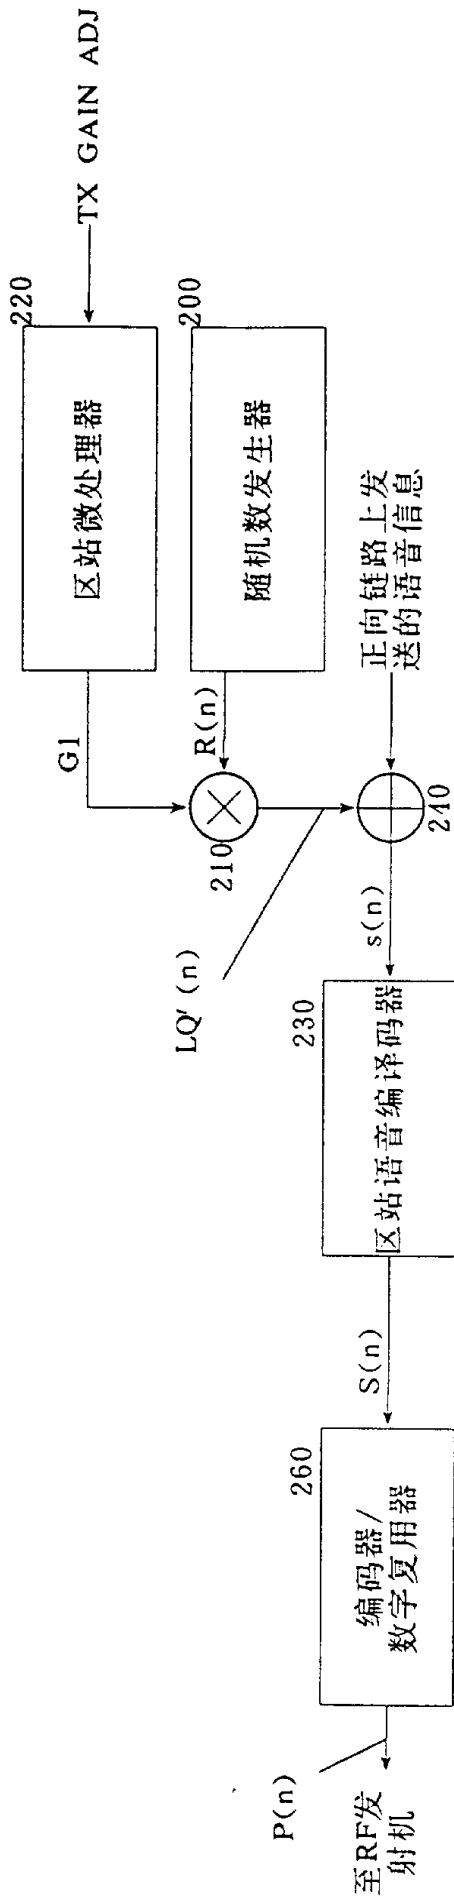 TX GAIN ADJ
220
区站微处理器
G1
200
随机数发生器
R(n)
210
LQ'(n)
正向链路上发
送的语音信息
240
s(n)
230
区站语音编译码器
S(n)
260
编码器/
数字复用器
P(n)
至RF发
射机